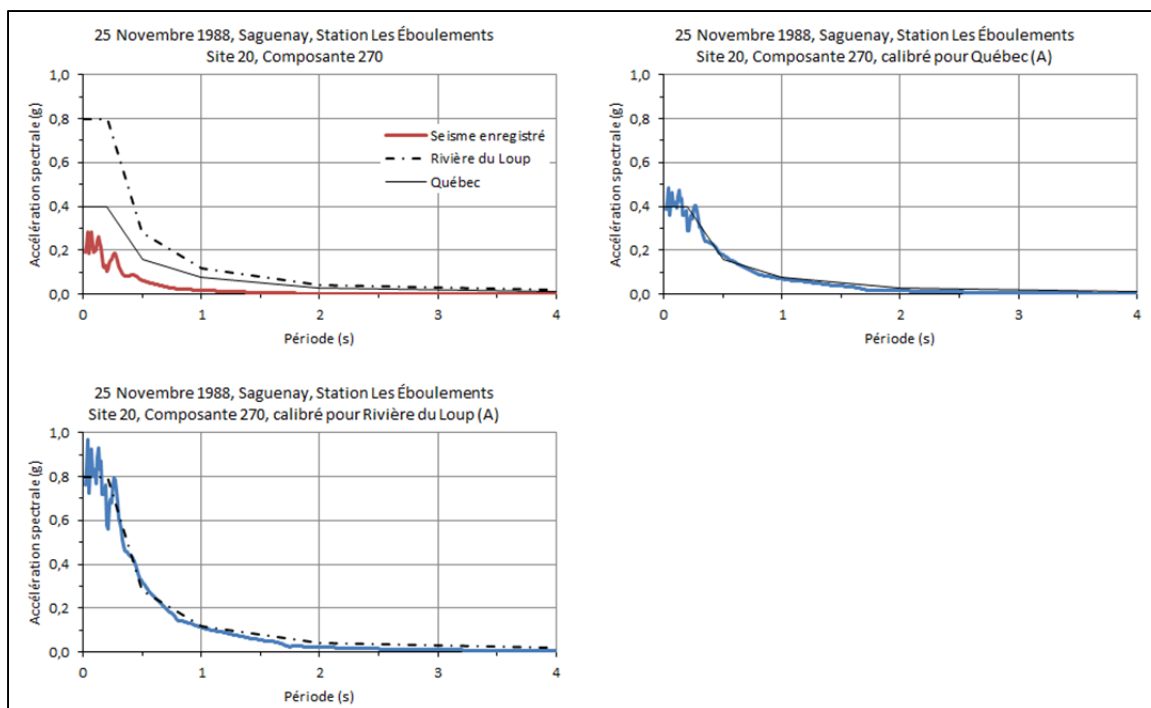 25 Novembre 1988, Saguenay, Station Les Éboulements
Site 20, Composante 270
Accélération spectrale (g)
1,0
0,8
0,6
0,4
0,2
0,0
Seisme enregistré
Rivière du Loup
Québec
0 1 2 3 4
Période (s)
25 Novembre 1988, Saguenay, Station Les Éboulements
Site 20, Composante 270, calibré pour Québec (A)
Accélération spectrale (g)
1,0
0,8
0,6
0,4
0,2
0,0
0 1 2 3 4
Période (s)
25 Novembre 1988, Saguenay, Station Les Éboulements
Site 20, Composante 270, calibré pour Rivière du Loup (A)
Accélération spectrale (g)
1,0
0,8
0,6
0,4
0,2
0,0
0 1 2 3 4
Période (s)